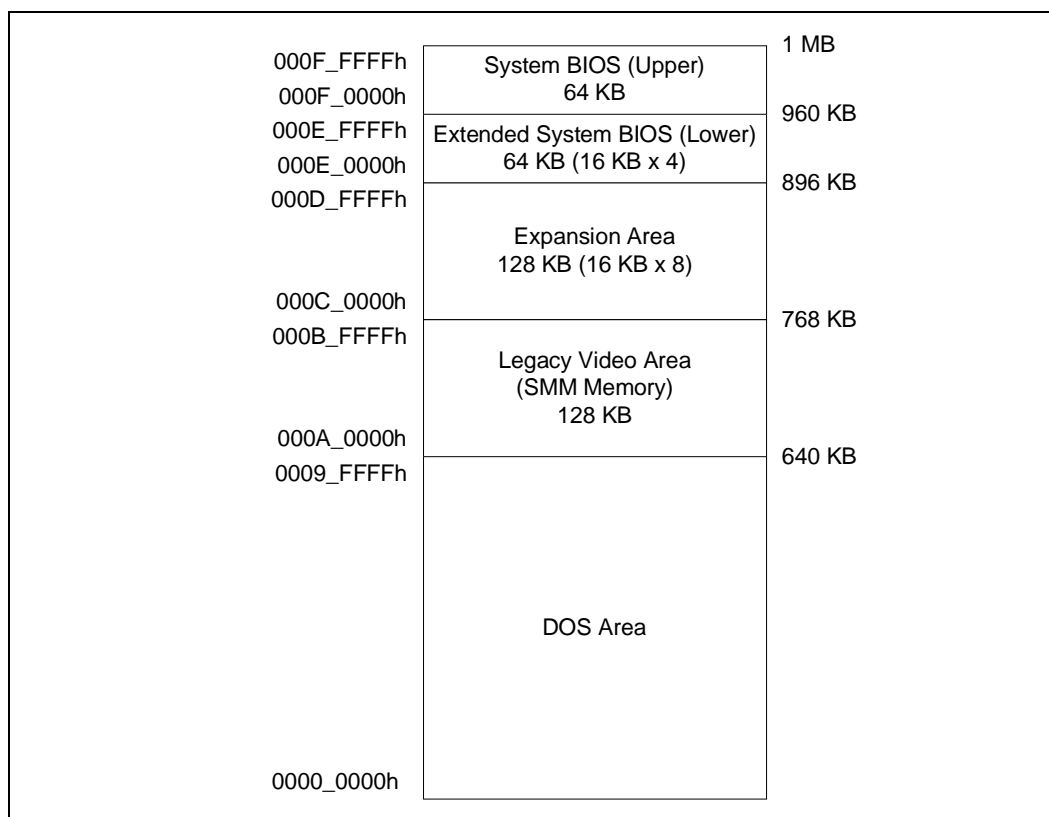 1 MB
000F_FFFFh
System BIOS (Upper)
64 KB
000F_0000h
960 KB
000E_FFFFh
Extended System BIOS (Lower)
64 KB (16 KB x 4)
000E_0000h
896 KB
000D_FFFFh
Expansion Area
128 KB (16 KB x 8)
000C_0000h
768 KB
000B_FFFFh
Legacy Video Area
(SMM Memory)
128 KB
000A_0000h
640 KB
0009_FFFFh
DOS Area
0000_0000h